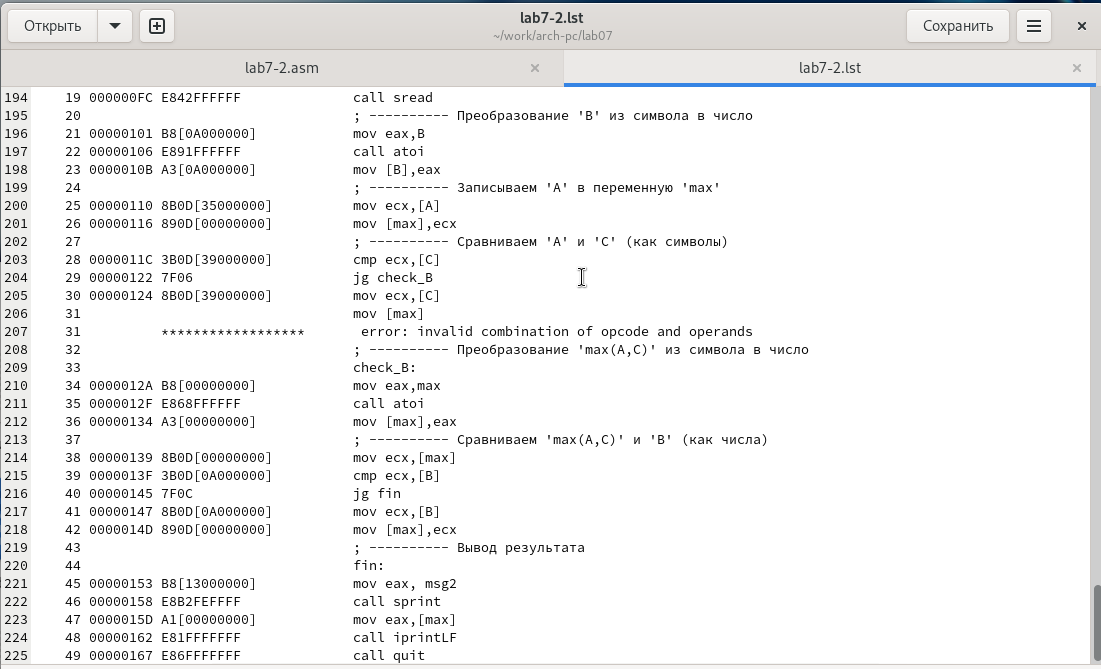 lab7-2.lst
Открыть
~/work/arch-pc/lab07
Сохранить
lab7-2.asm
lab7-2.lst
194 19 000000FC E842FFFFFF call sread
195 20 ; ---------- Преобразование 'B' из символа в число
196 21 00000101 B8[0A000000] mov eax,B
197 22 00000106 E891FFFFFF call atoi
198 23 0000010B A3[0A000000] mov [B],eax
199 24 ; ---------- Записываем 'A' в переменную 'max'
200 25 00000110 8B0D[35000000] mov ecx,[A]
201 26 00000116 890D[00000000] mov [max],ecx
202 27 ; ---------- Сравниваем 'A' и 'С' (как символы)
203 28 0000011C 3B0D[39000000] cmp ecx,[C]
204 29 00000122 7F06 jg check_B
205 30 00000124 8B0D[39000000] mov ecx,[C]
206 31 mov [max]
207 31 ****************** error: invalid combination of opcode and operands
208 32 ; ---------- Преобразование 'max(A,C)' из символа в число
209 33 check_B:
210 34 0000012A B8[00000000] mov eax,max
211 35 0000012F E868FFFFFF call atoi
212 36 00000134 A3[00000000] mov [max],eax
213 37 ; ---------- Сравниваем 'max(A,C)' и 'B' (как числа)
214 38 00000139 8B0D[00000000] mov ecx,[max]
215 39 0000013F 3B0D[0A000000] cmp ecx,[B]
216 40 00000145 7F0C jg fin
217 41 00000147 8B0D[0A000000] mov ecx,[B]
218 42 0000014D 890D[00000000] mov [max],ecx
219 43 ; ---------- Вывод результата
220 44 fin:
221 45 00000153 B8[13000000] mov eax, msg2
222 46 00000158 E8B2FEFFFF call sprint
223 47 0000015D A1[00000000] mov eax,[max]
224 48 00000162 E81FFFFFFF call iprintLF
225 49 00000167 E86FFFFFFF call quit